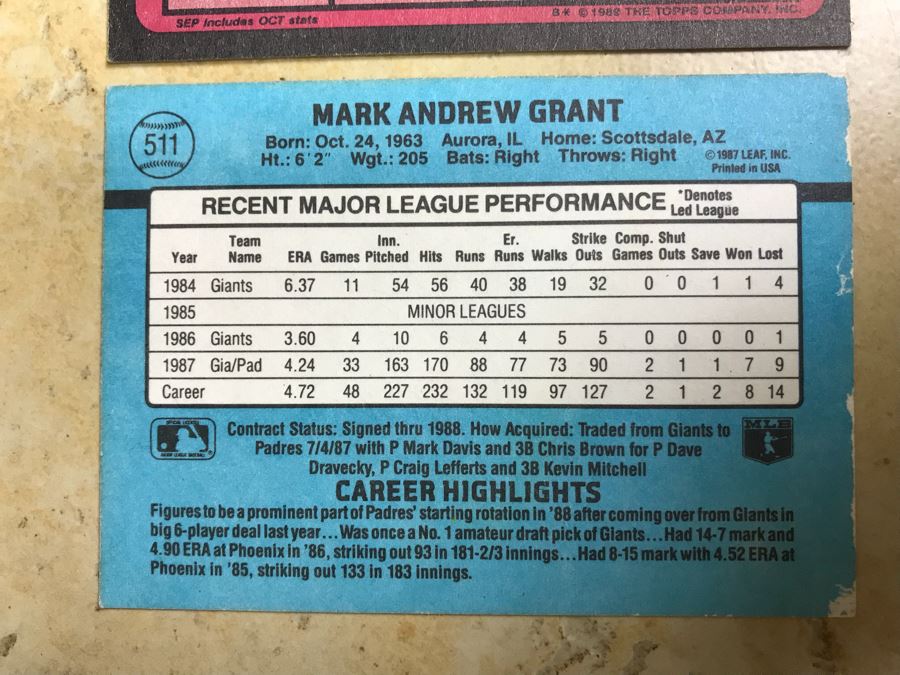 SEP includes OCT stats
B* © 1988 THE TOPPS COMPANY, INC.
511
MARK ANDREW GRANT
Born: Oct. 24, 1963 Aurora, IL Home: Scottsdale, AZ
Ht.: 6'2" Wgt.: 205 Bats: Right Throws: Right
©1987 LEAF, INC.
Printed in USA
RECENT MAJOR LEAGUE PERFORMANCE *Denotes Led League
Year Team Name ERA Games Inn. Pitched Hits Runs Er. Runs Walks Strike Outs Comp. Games Shut Outs Save Won Lost
1984 Giants 6.37 11 54 56 40 38 19 32 0 0 1 1 4
1985 MINOR LEAGUES
1986 Giants 3.60 4 10 6 4 4 5 5 0 0 0 0 1
1987 Gia/Pad 4.24 33 163 170 88 77 73 90 2 1 1 7 9
Career 4.72 48 227 232 132 119 97 127 2 1 2 8 14
Contract Status: Signed thru 1988. How Acquired: Traded from Giants to
Padres 7/4/87 with P Mark Davis and 3B Chris Brown for P Dave
Dravecky, P Craig Lefferts and 3B Kevin Mitchell
MLB
CAREER HIGHLIGHTS
Figures to be a prominent part of Padres' starting rotation in '88 after coming over from Giants in
big 6-player deal last year...Was once a No. 1 amateur draft pick of Giants...Had 14-7 mark and
4.90 ERA at Phoenix in '86, striking out 93 in 181-2/3 innings...Had 8-15 mark with 4.52 ERA at
Phoenix in '85, striking out 133 in 183 innings.